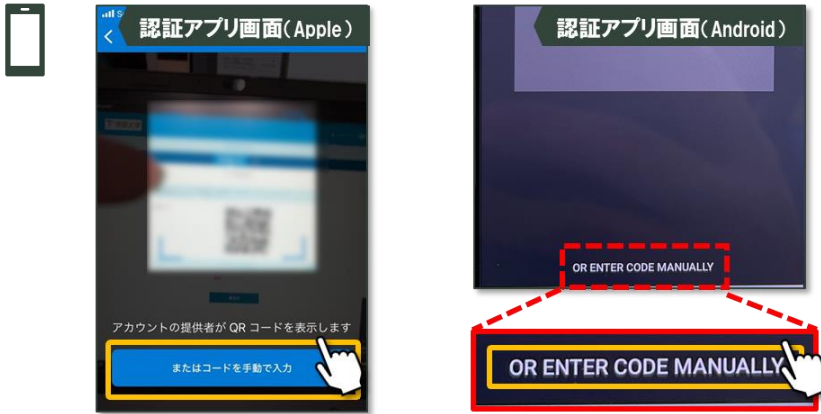 認証アプリ画面(Apple)
アカウントの提供者が QR コードを表示します
またはコードを手動で入力
認証アプリ画面(Android)
OR ENTER CODE MANUALLY
OR ENTER CODE MANUALLY